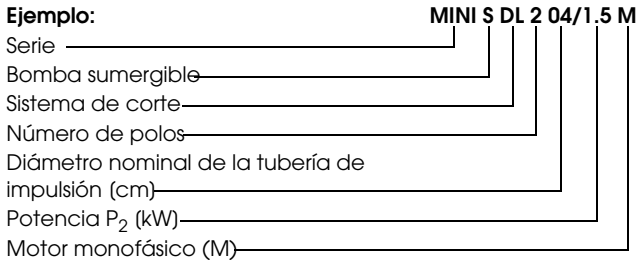 Ejemplo: MINI S DL 2 04/1.5 M
Serie
Bomba sumergible
Sistema de corte
Número de polos
Diámetro nominal de la tubería de
impulsión (cm)
Potencia P2 (kW)
Motor monofásico (M)